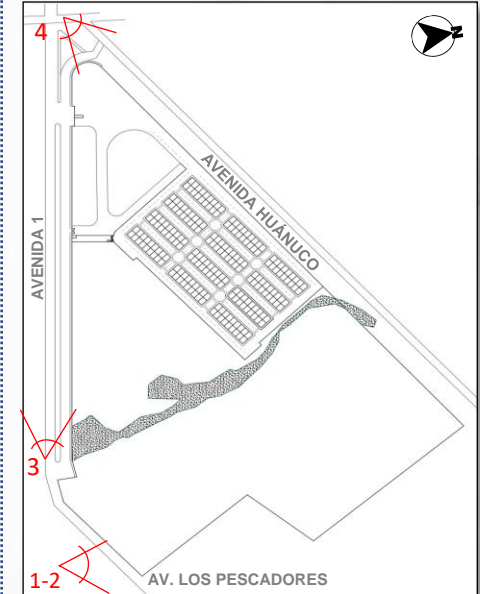 4
N
AVENIDA HUÁNUCO
AVENIDA 1
3
1-2
AV. LOS PESCADORES